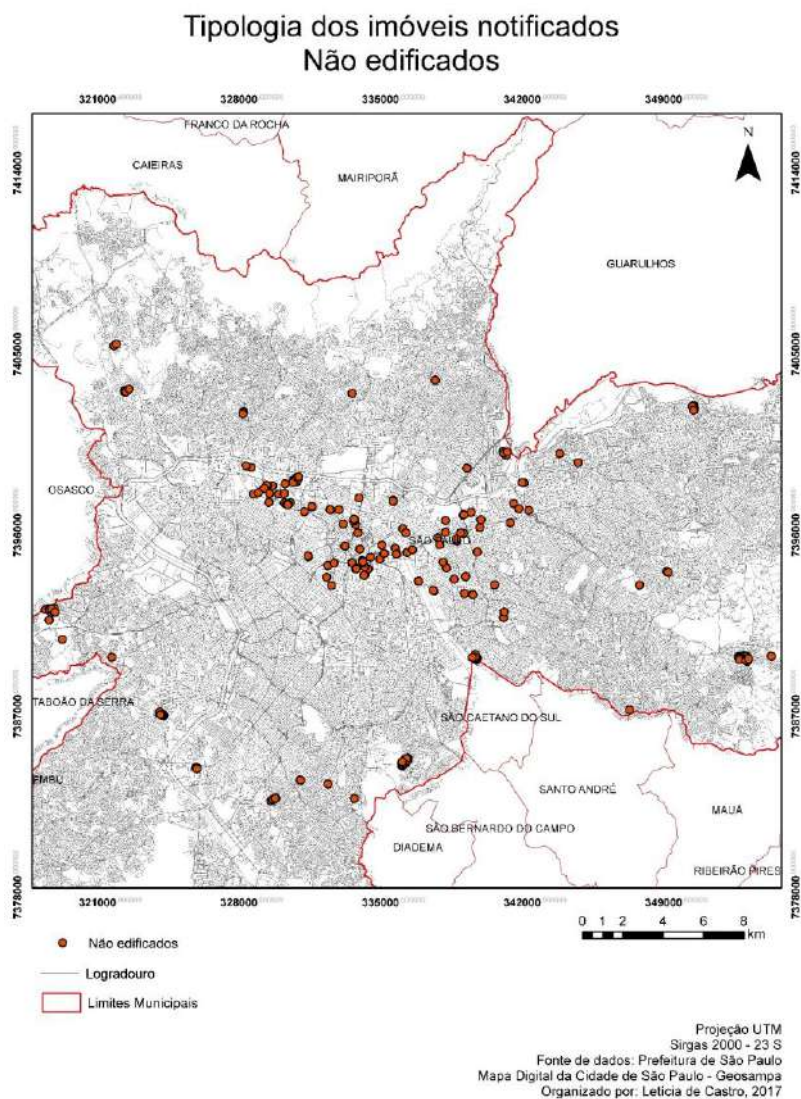 Tipologia dos imóveis notificados
Não edificados
321000 328000 335000 342000 349000
N
FRANCO DA ROCHA
CAIEIRAS
MAIRIPORÃ
GUARULHOS
7414000 7414000
7405000 7405000
OSASCO
7396000 7396000
SÃO PAULO
TABOÃO DA SERRA
7387000 7387000
SÃO CAETANO DO SUL
EMBU
SANTO ANDRÉ
MAUÁ
SÃO BERNARDO DO CAMPO
DIADEMA
RIBEIRÃO PIRES
7378000 7378000
321000 328000 335000 342000 349000
0 1 2 4 6 8
km
Não edificados
Logradouro
Limites Municipais
Projeção UTM
Sirgas 2000 - 23 S
Fonte de dados: Prefeitura de São Paulo
Mapa Digital da Cidade de São Paulo - Geosampa
Organizado por: Letícia de Castro, 2017